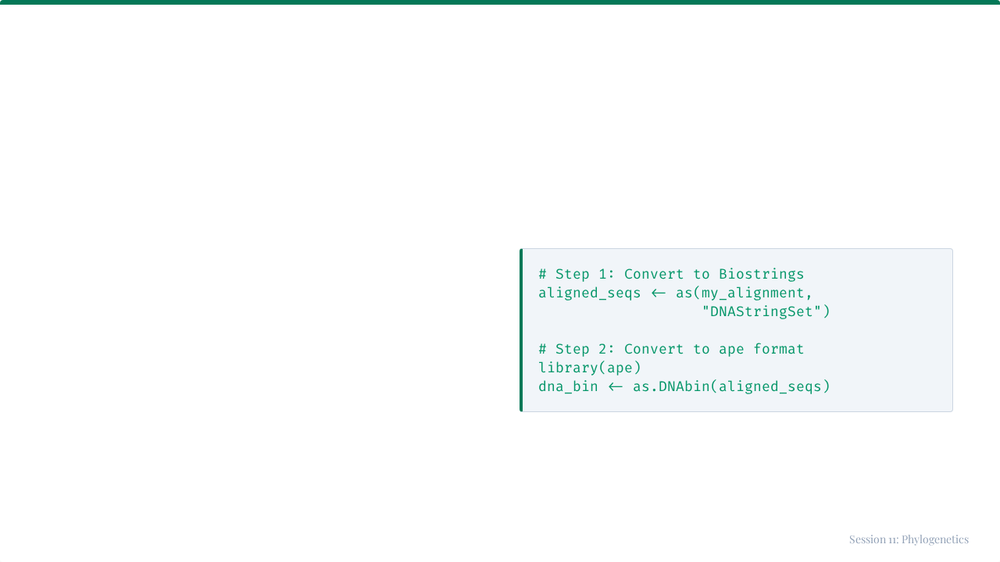 # Step 1: Convert to Biostrings
aligned_seqs <- as(my_alignment,
                   "DNAStringSet")

# Step 2: Convert to ape format
library(ape)
dna_bin <- as.DNAbin(aligned_seqs)
Session 11: Phylogenetics